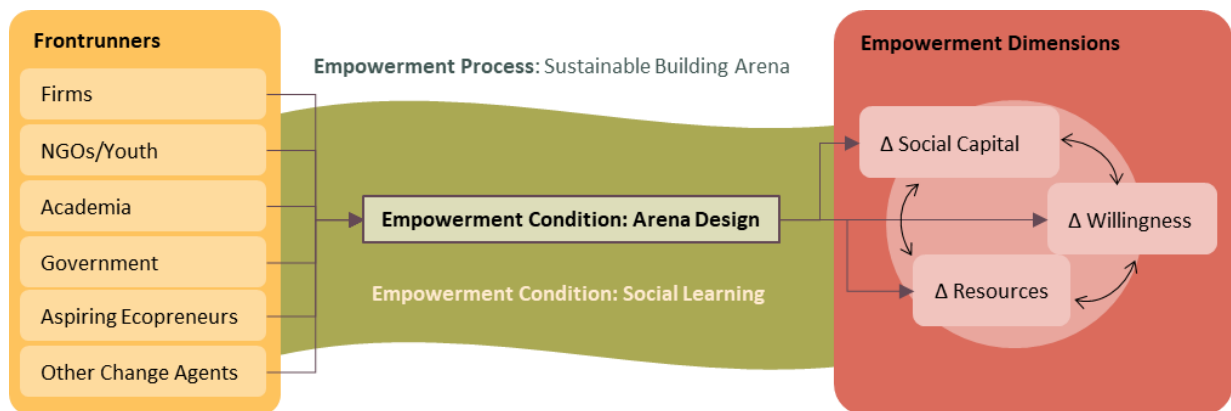 Frontrunners
Firms
NGOs/Youth
Academia
Government
Aspiring Ecopreneurs
Other Change Agents
Empowerment Process: Sustainable Building Arena
Empowerment Condition: Arena Design
Empowerment Condition: Social Learning
Empowerment Dimensions
Δ Social Capital
Δ Willingness
Δ Resources